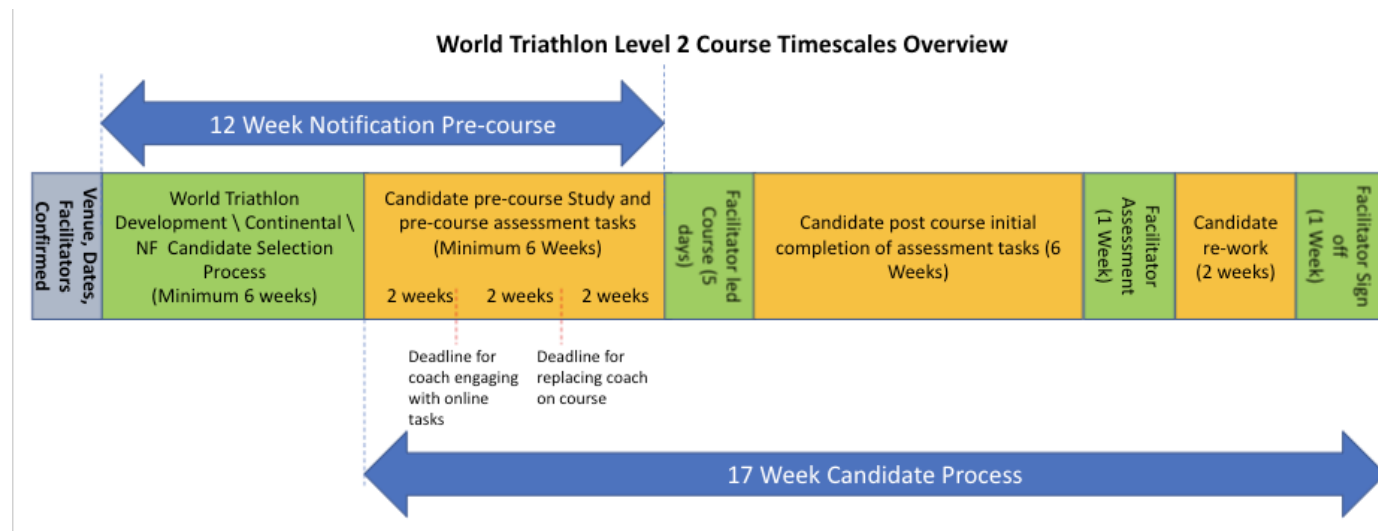 World Triathlon Level 2 Course Timescales Overview
12 Week Notification Pre-course
Venue, Dates,
Facilitators
Confirmed
World Triathlon
Development \ Continental \
NF Candidate Selection
Process
(Minimum 6 weeks)
Candidate pre-course Study and
pre-course assessment tasks
(Minimum 6 Weeks)
2 weeks
2 weeks
2 weeks
Facilitator led
Course (5
days)
Candidate post course initial
completion of assessment tasks (6
Weeks)
Facilitator
Assessment
(1 Week)
Candidate
re-work
(2 weeks)
Facilitator Sign
off
(1 Week)
Deadline for
coach engaging
with online
tasks
Deadline for
replacing coach
on course
17 Week Candidate Process